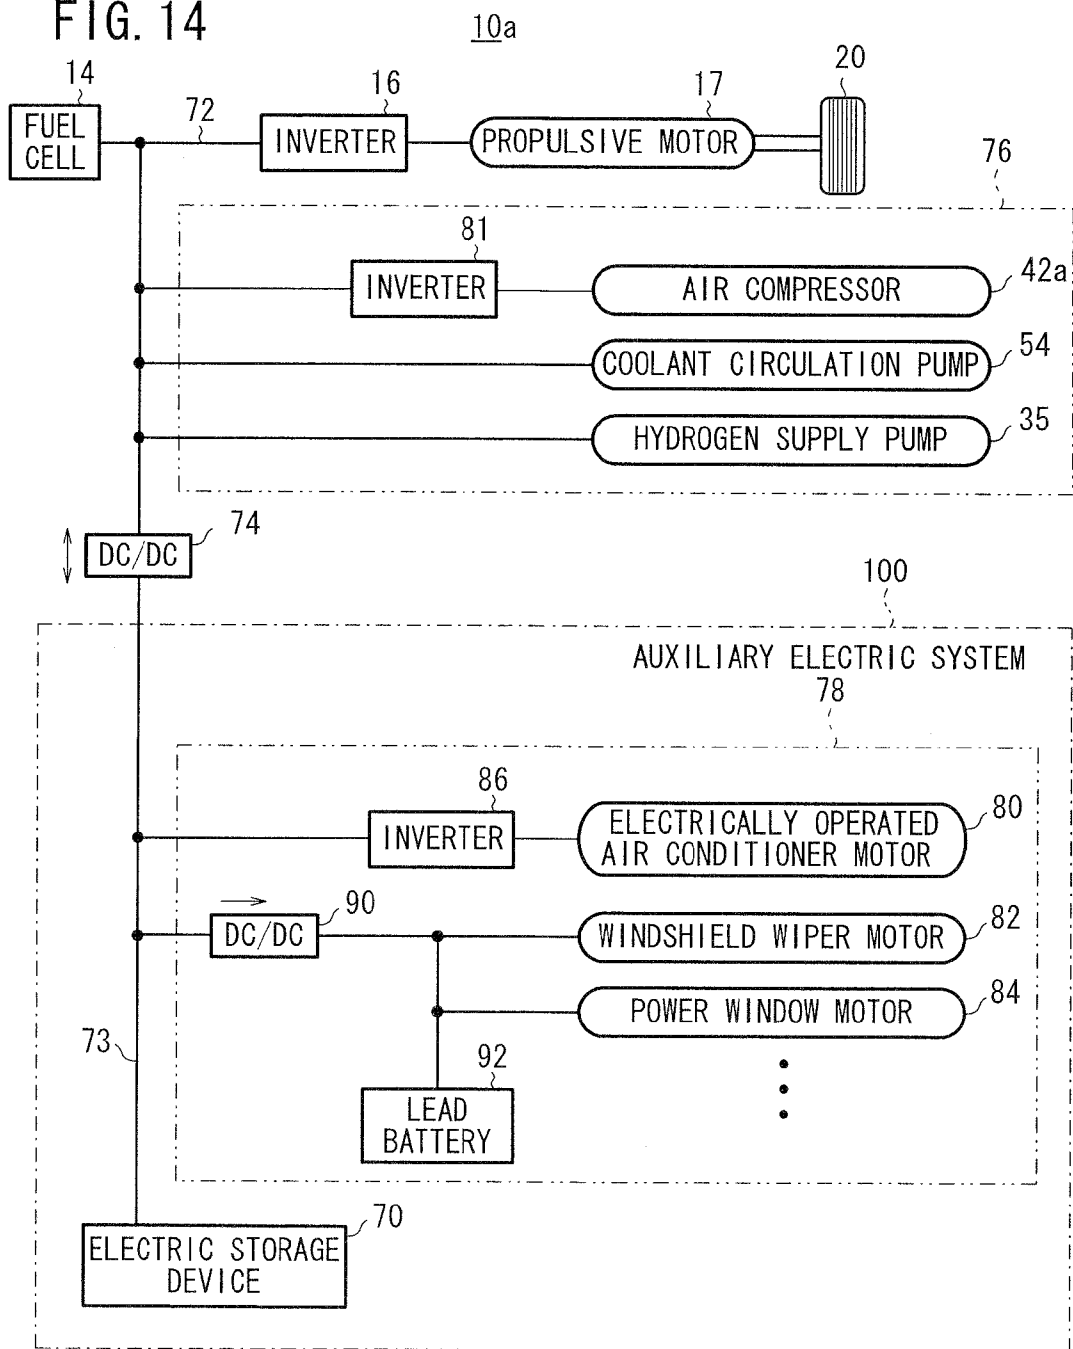 FIG. 14
10a
14
FUEL
CELL
72
16
INVERTER
17
PROPULSIVE MOTOR
20
76
81
INVERTER
AIR COMPRESSOR
42a
COOLANT CIRCULATION PUMP
54
HYDROGEN SUPPLY PUMP
35
DC/DC
74
100
AUXILIARY ELECTRIC SYSTEM
78
86
INVERTER
ELECTRICALLY OPERATED
AIR CONDITIONER MOTOR
80
DC/DC
90
WINDSHIELD WIPER MOTOR
82
POWER WINDOW MOTOR
84
73
92
LEAD
BATTERY
70
ELECTRIC STORAGE
DEVICE